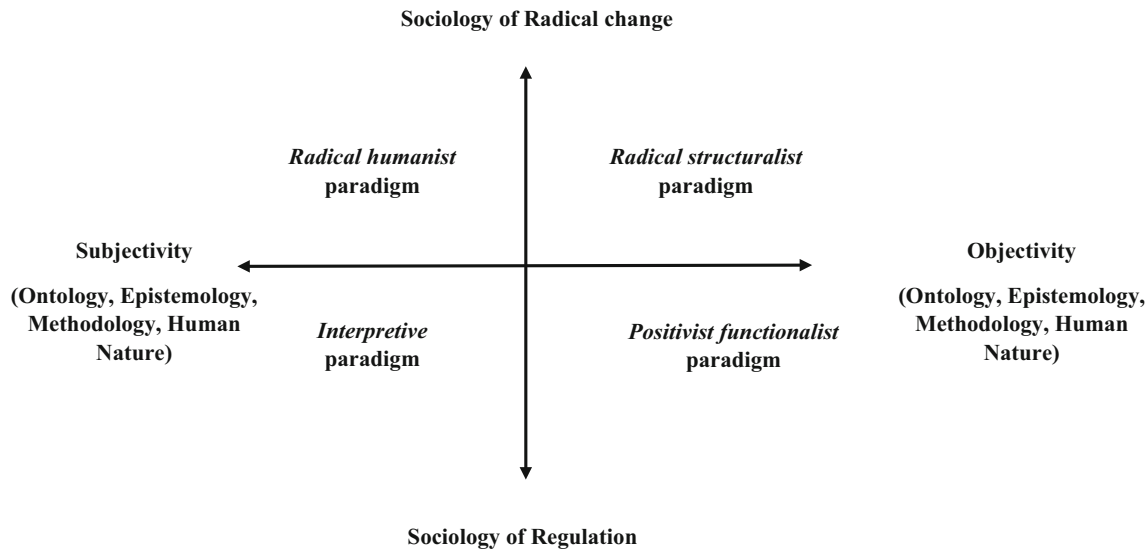 Sociology of Radical change
Radical humanist
paradigm
Radical structuralist
paradigm
Subjectivity
(Ontology, Epistemology,
Methodology, Human
Nature)
Objectivity
(Ontology, Epistemology,
Methodology, Human
Nature)
Interpretive
paradigm
Positivist functionalist
paradigm
Sociology of Regulation